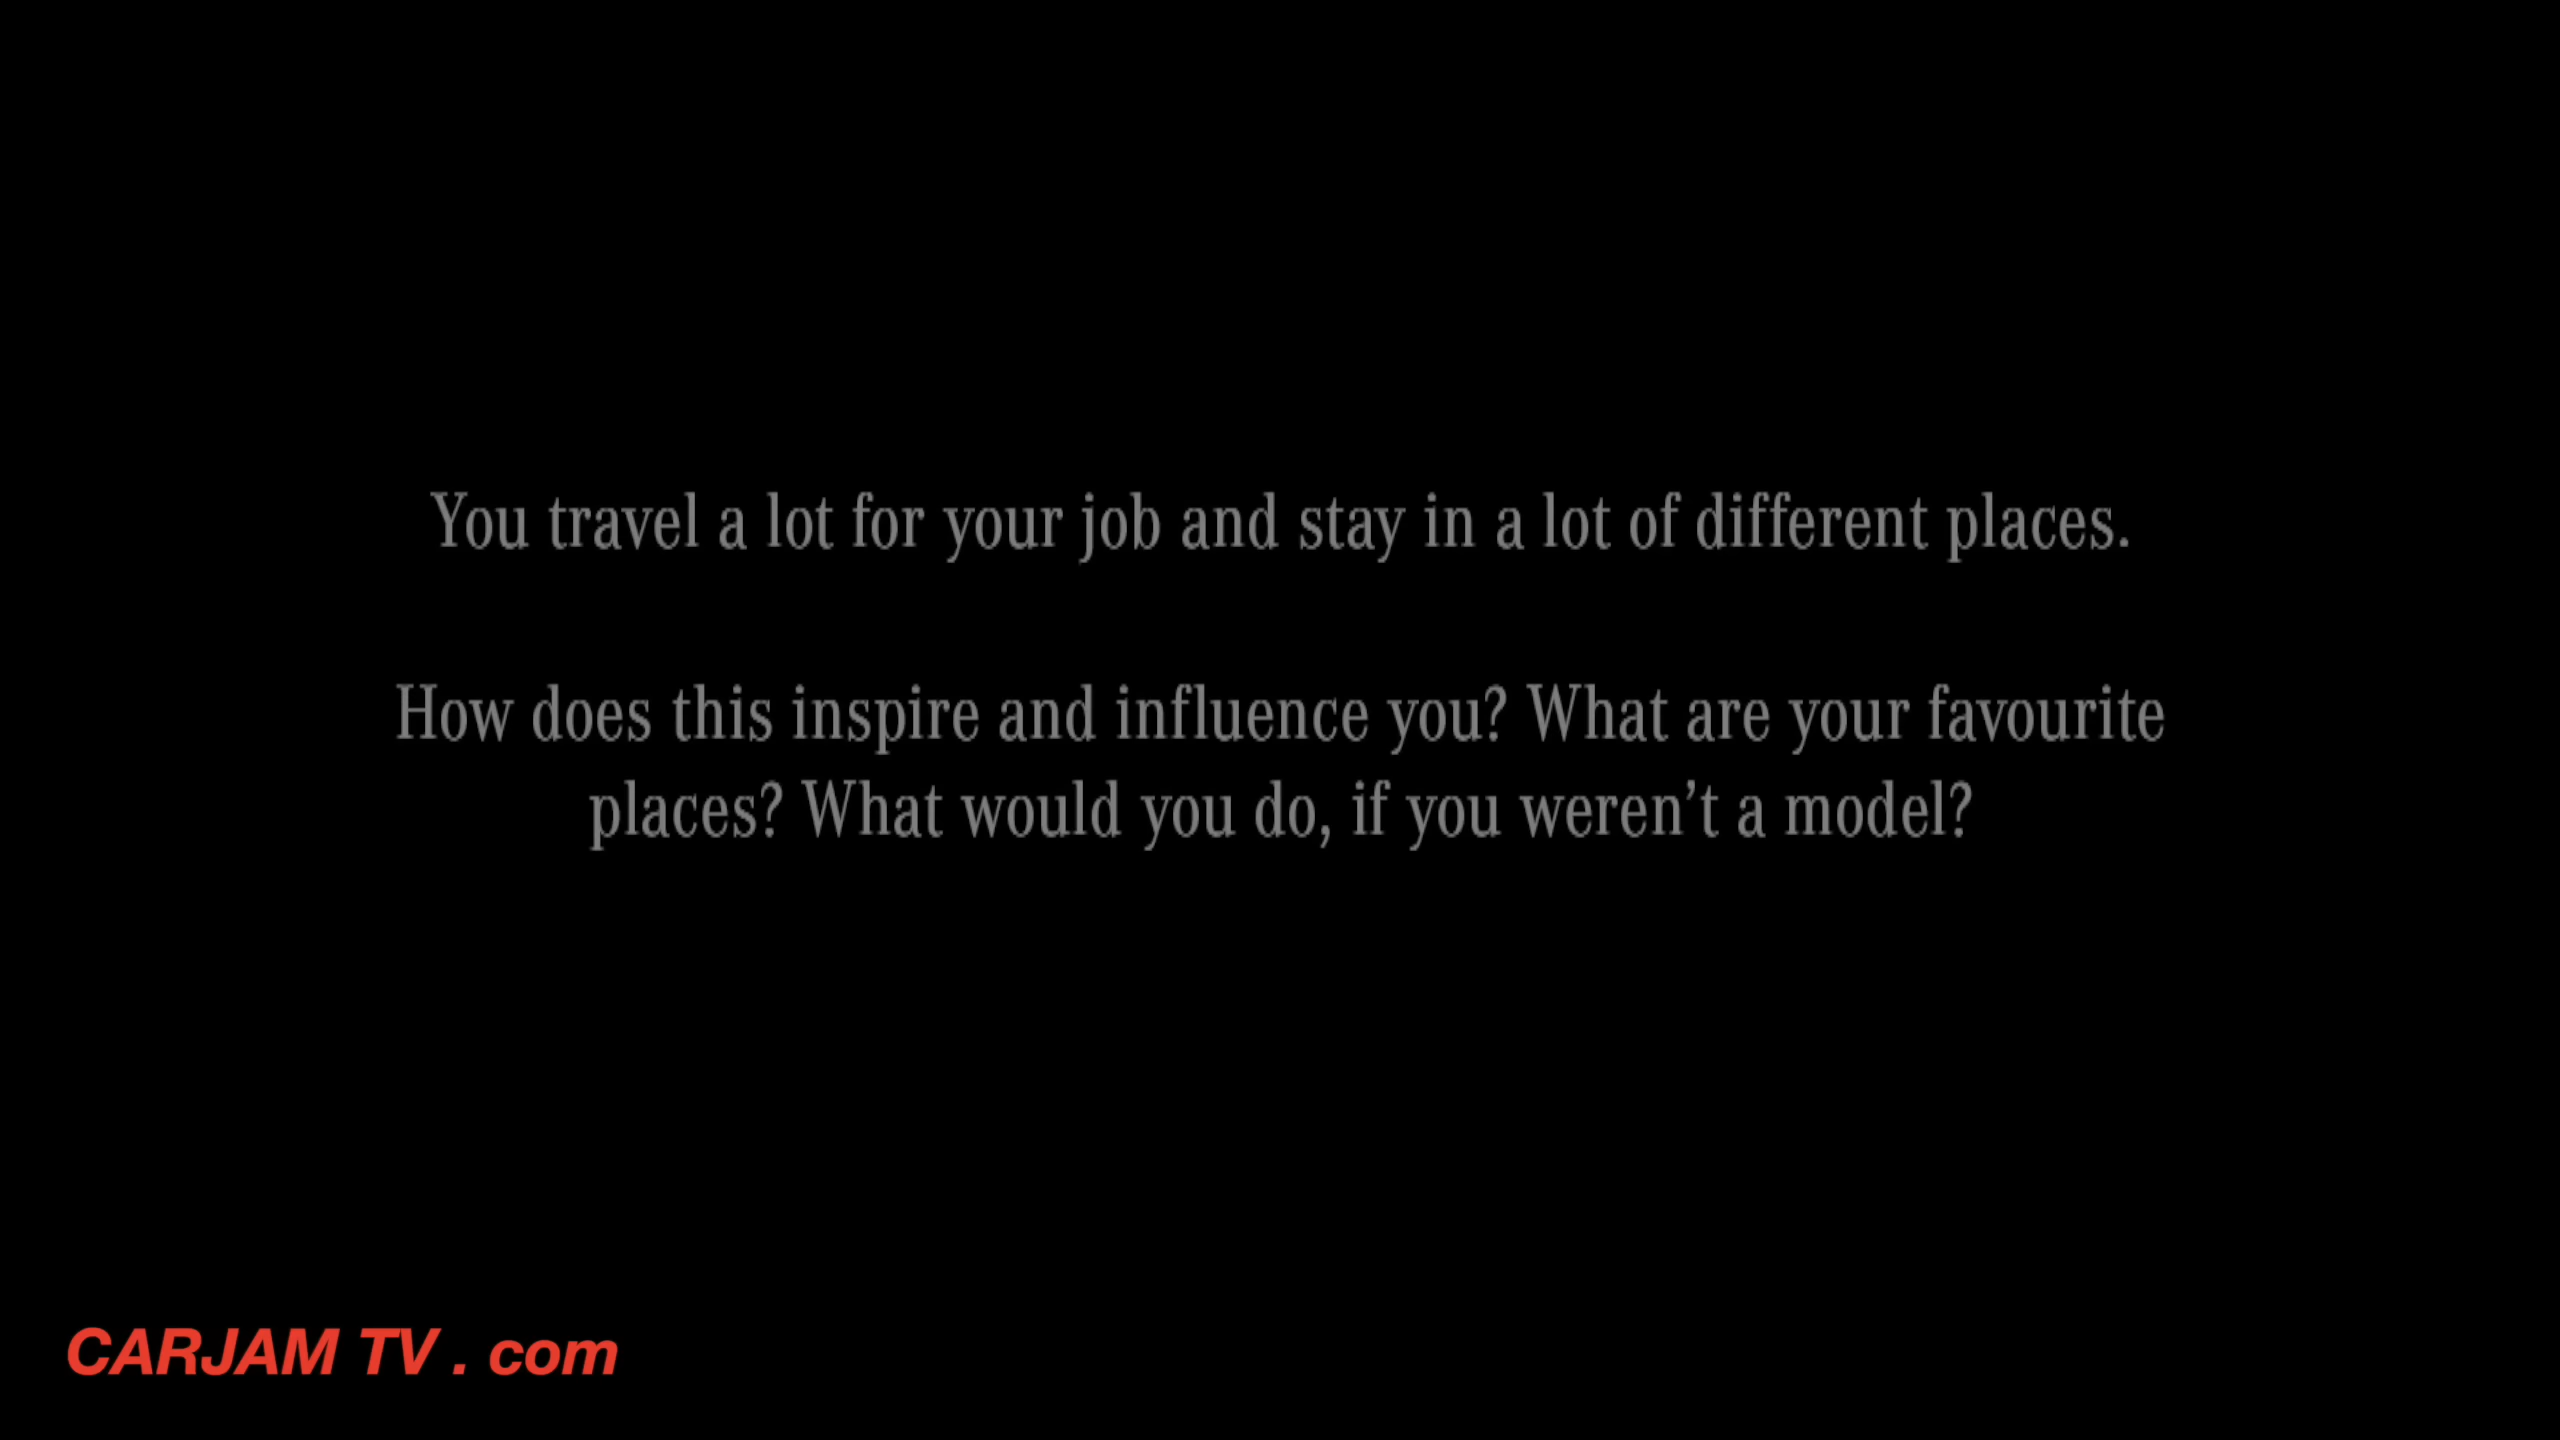 You travel a lot for your job and stay in a lot of different places.
How does this inspire and influence you? What are your favourite
places? What would you do, if you weren’t a model?
CARJAM TV . com